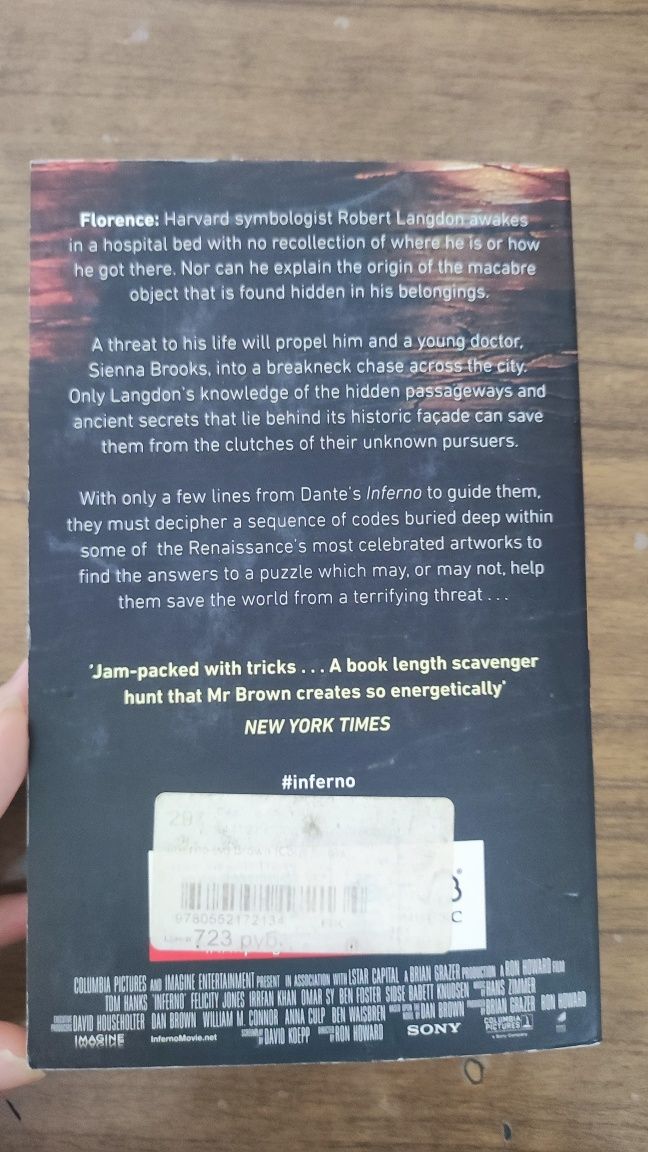 Florence: Harvard symbologist Robert Langdon awakes
in a hospital bed with no recollection of where he is or how
he got there. Nor can he explain the origin of the macabre
object that is found hidden in his belongings.
A threat to his life will propel him and a young doctor,
Sienna Brooks, into a breakneck chase across the city.
Only Langdon's knowledge of the hidden passageways and
ancient secrets that lie behind its historic façade can save
them from the clutches of their unknown pursuers.
With only a few lines from Dante's Inferno to guide them,
they must decipher a sequence of codes buried deep within
some of the Renaissance's most celebrated artworks to
find the answers to a puzzle which may, or may not, help
them save the world from a terrifying threat . . .
'Jam-packed with tricks . . . A book length scavenger
hunt that Mr Brown creates so energetically'
NEW YORK TIMES
#inferno
9780552172134
723 руб.
COLUMBIA PICTURES AND IMAGINE ENTERTAINMENT PRESENT IN ASSOCIATION WITH LSTAR CAPITAL A BRIAN GRAZER PRODUCTION A RON HOWARD FILM
TOM HANKS "INFERNO" FELICITY JONES IRRFAN KHAN OMAR SY BEN FOSTER SIDSE BABETT KNUDSEN HANS ZIMMER
DAVID HOUSEHOLTER DAN BROWN WILLIAM M. CONNOR ANNA CULP BEN WAISBREN DAN BROWN BRIAN GRAZER RON HOWARD
IMAGINE InfernoMovie.net DAVID KOEPP RON HOWARD SONY COLUMBIA PICTURES